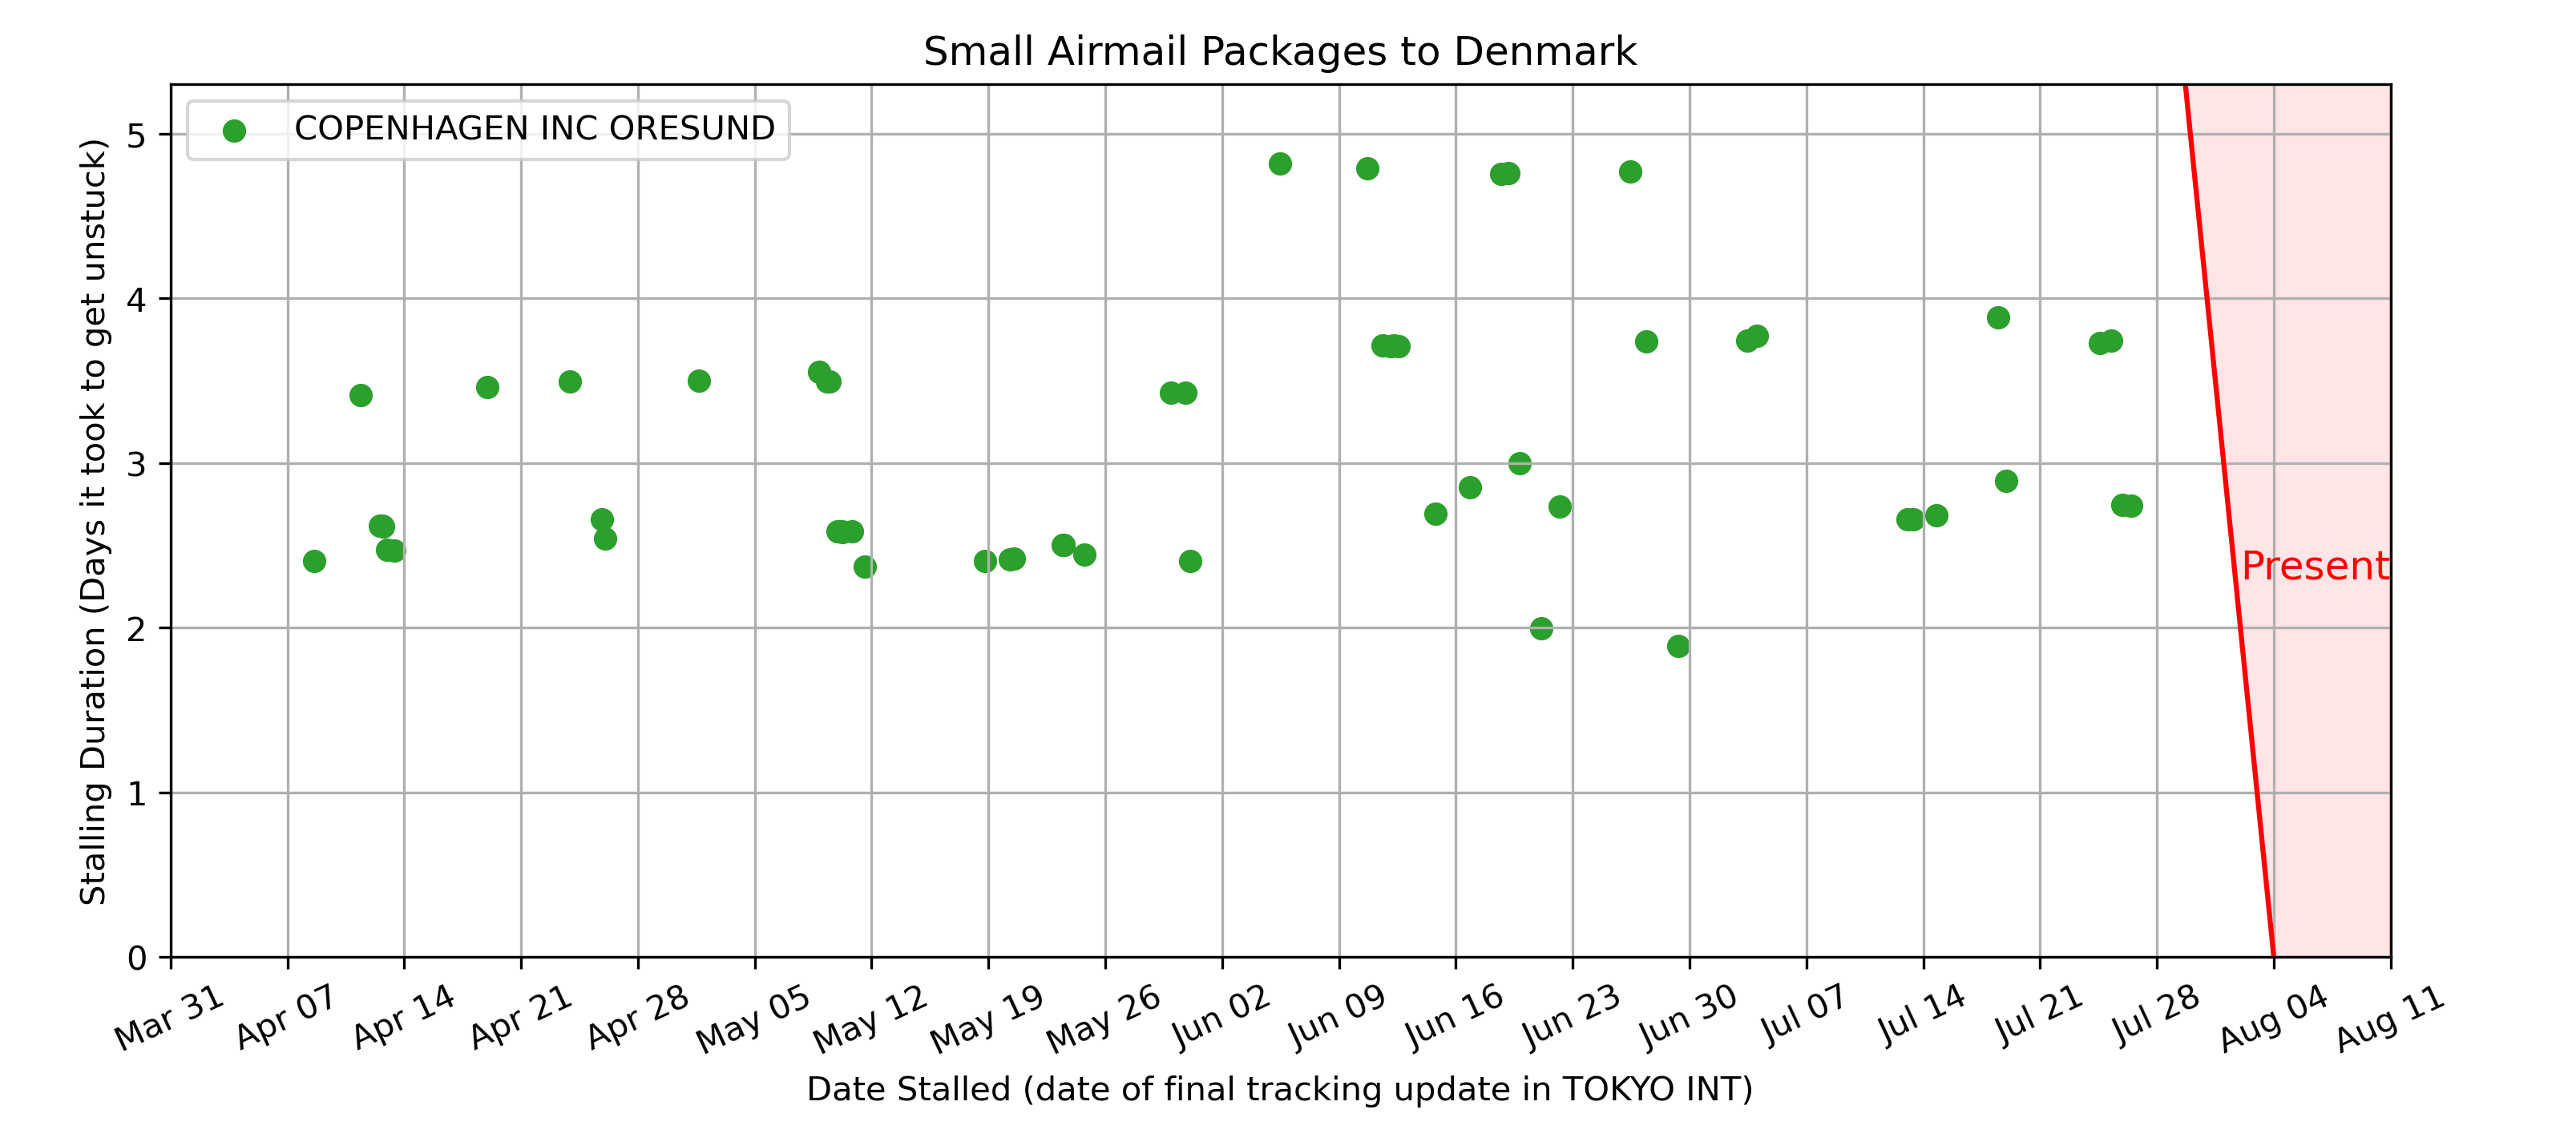 Small Airmail Packages to Denmark
COPENHAGEN INC ORESUND
Stalling Duration (Days it took to get unstuck)
5
4
3
2
1
0
Present
Mar 31
Apr 07
Apr 14
Apr 21
Apr 28
May 05
May 12
May 19
May 26
Jun 02
Jun 09
Jun 16
Jun 23
Jun 30
Jul 07
Jul 14
Jul 21
Jul 28
Aug 04
Aug 11
Date Stalled (date of final tracking update in TOKYO INT)